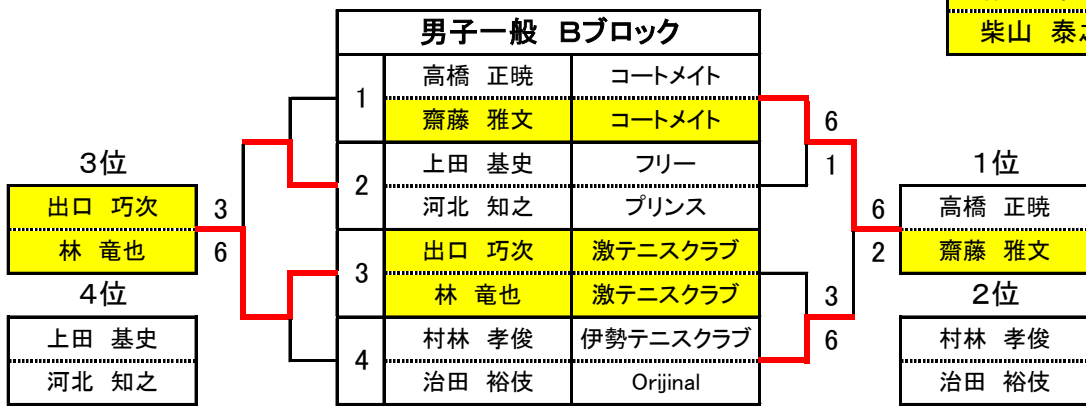 柴山 泰
男子一般 Bブロック
1 高橋 正暁 コートメイト
齋藤 雅文 コートメイト
2 上田 基史 フリー
河北 知之 プリンス
3 出口 巧次 激テニスクラブ
林 竜也 激テニスクラブ
4 村林 孝俊 伊勢テニスクラブ
治田 裕伎 Orijinal
3位
出口 巧次 3
林 竜也 6
4位
上田 基史
河北 知之
6
1
3
6
1位
6 高橋 正暁
2 齋藤 雅文
2位
村林 孝俊
治田 裕伎